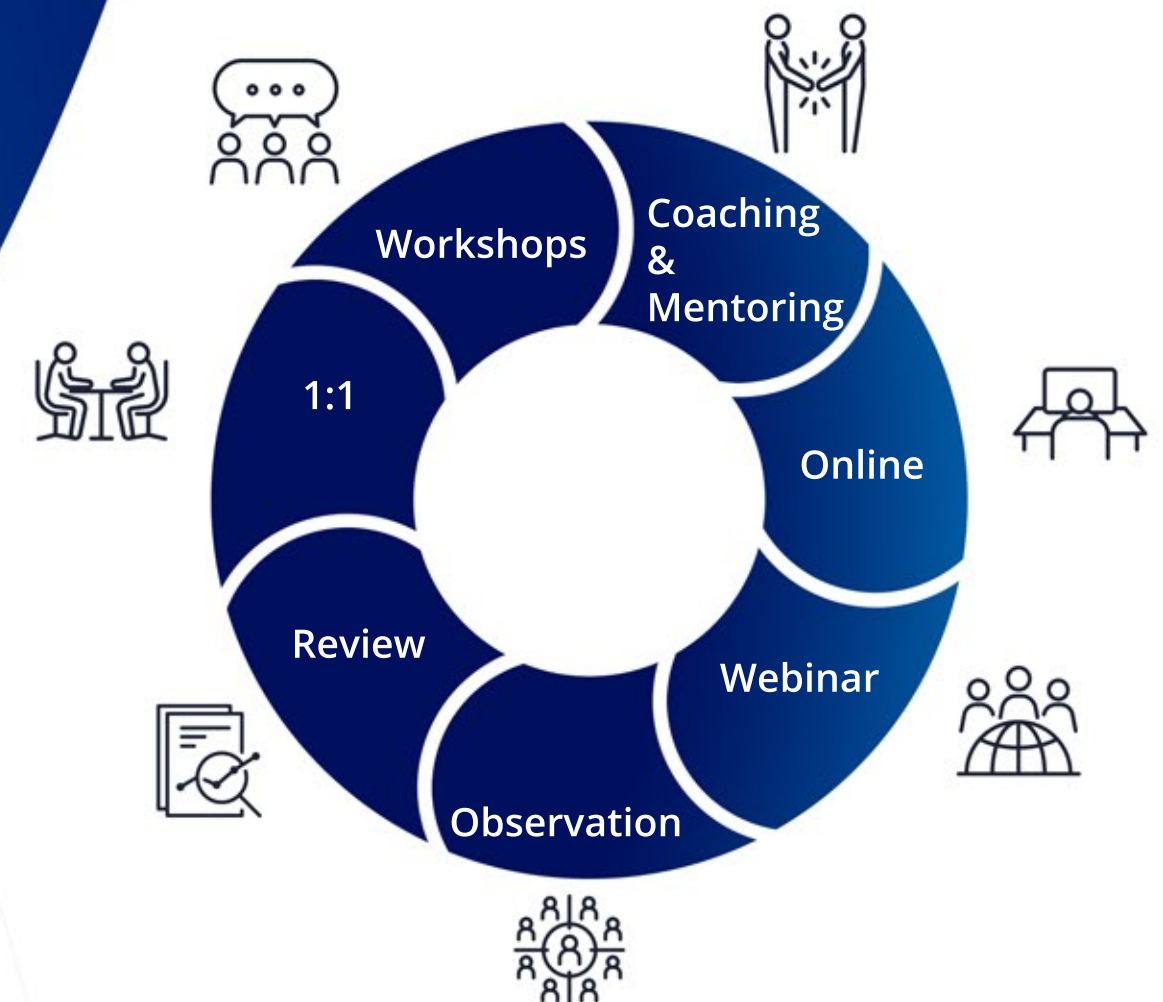 Workshops
Coaching
&
Mentoring
1:1
Online
Review
Webinar
Observation